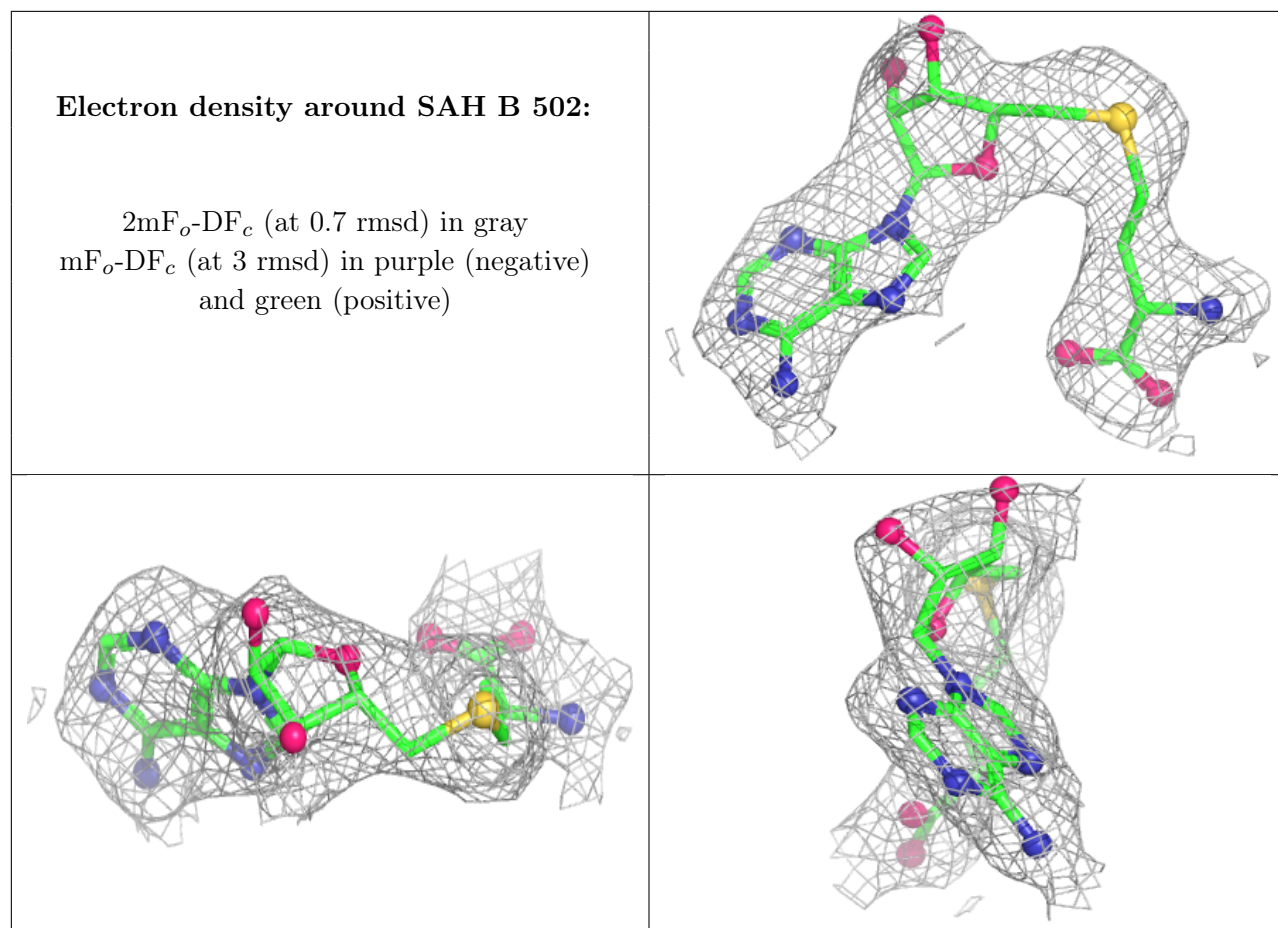 Electron density around SAH B 502:
2mFo-DFc (at 0.7 rmsd) in gray
mFo-DFc (at 3 rmsd) in purple (negative)
and green (positive)